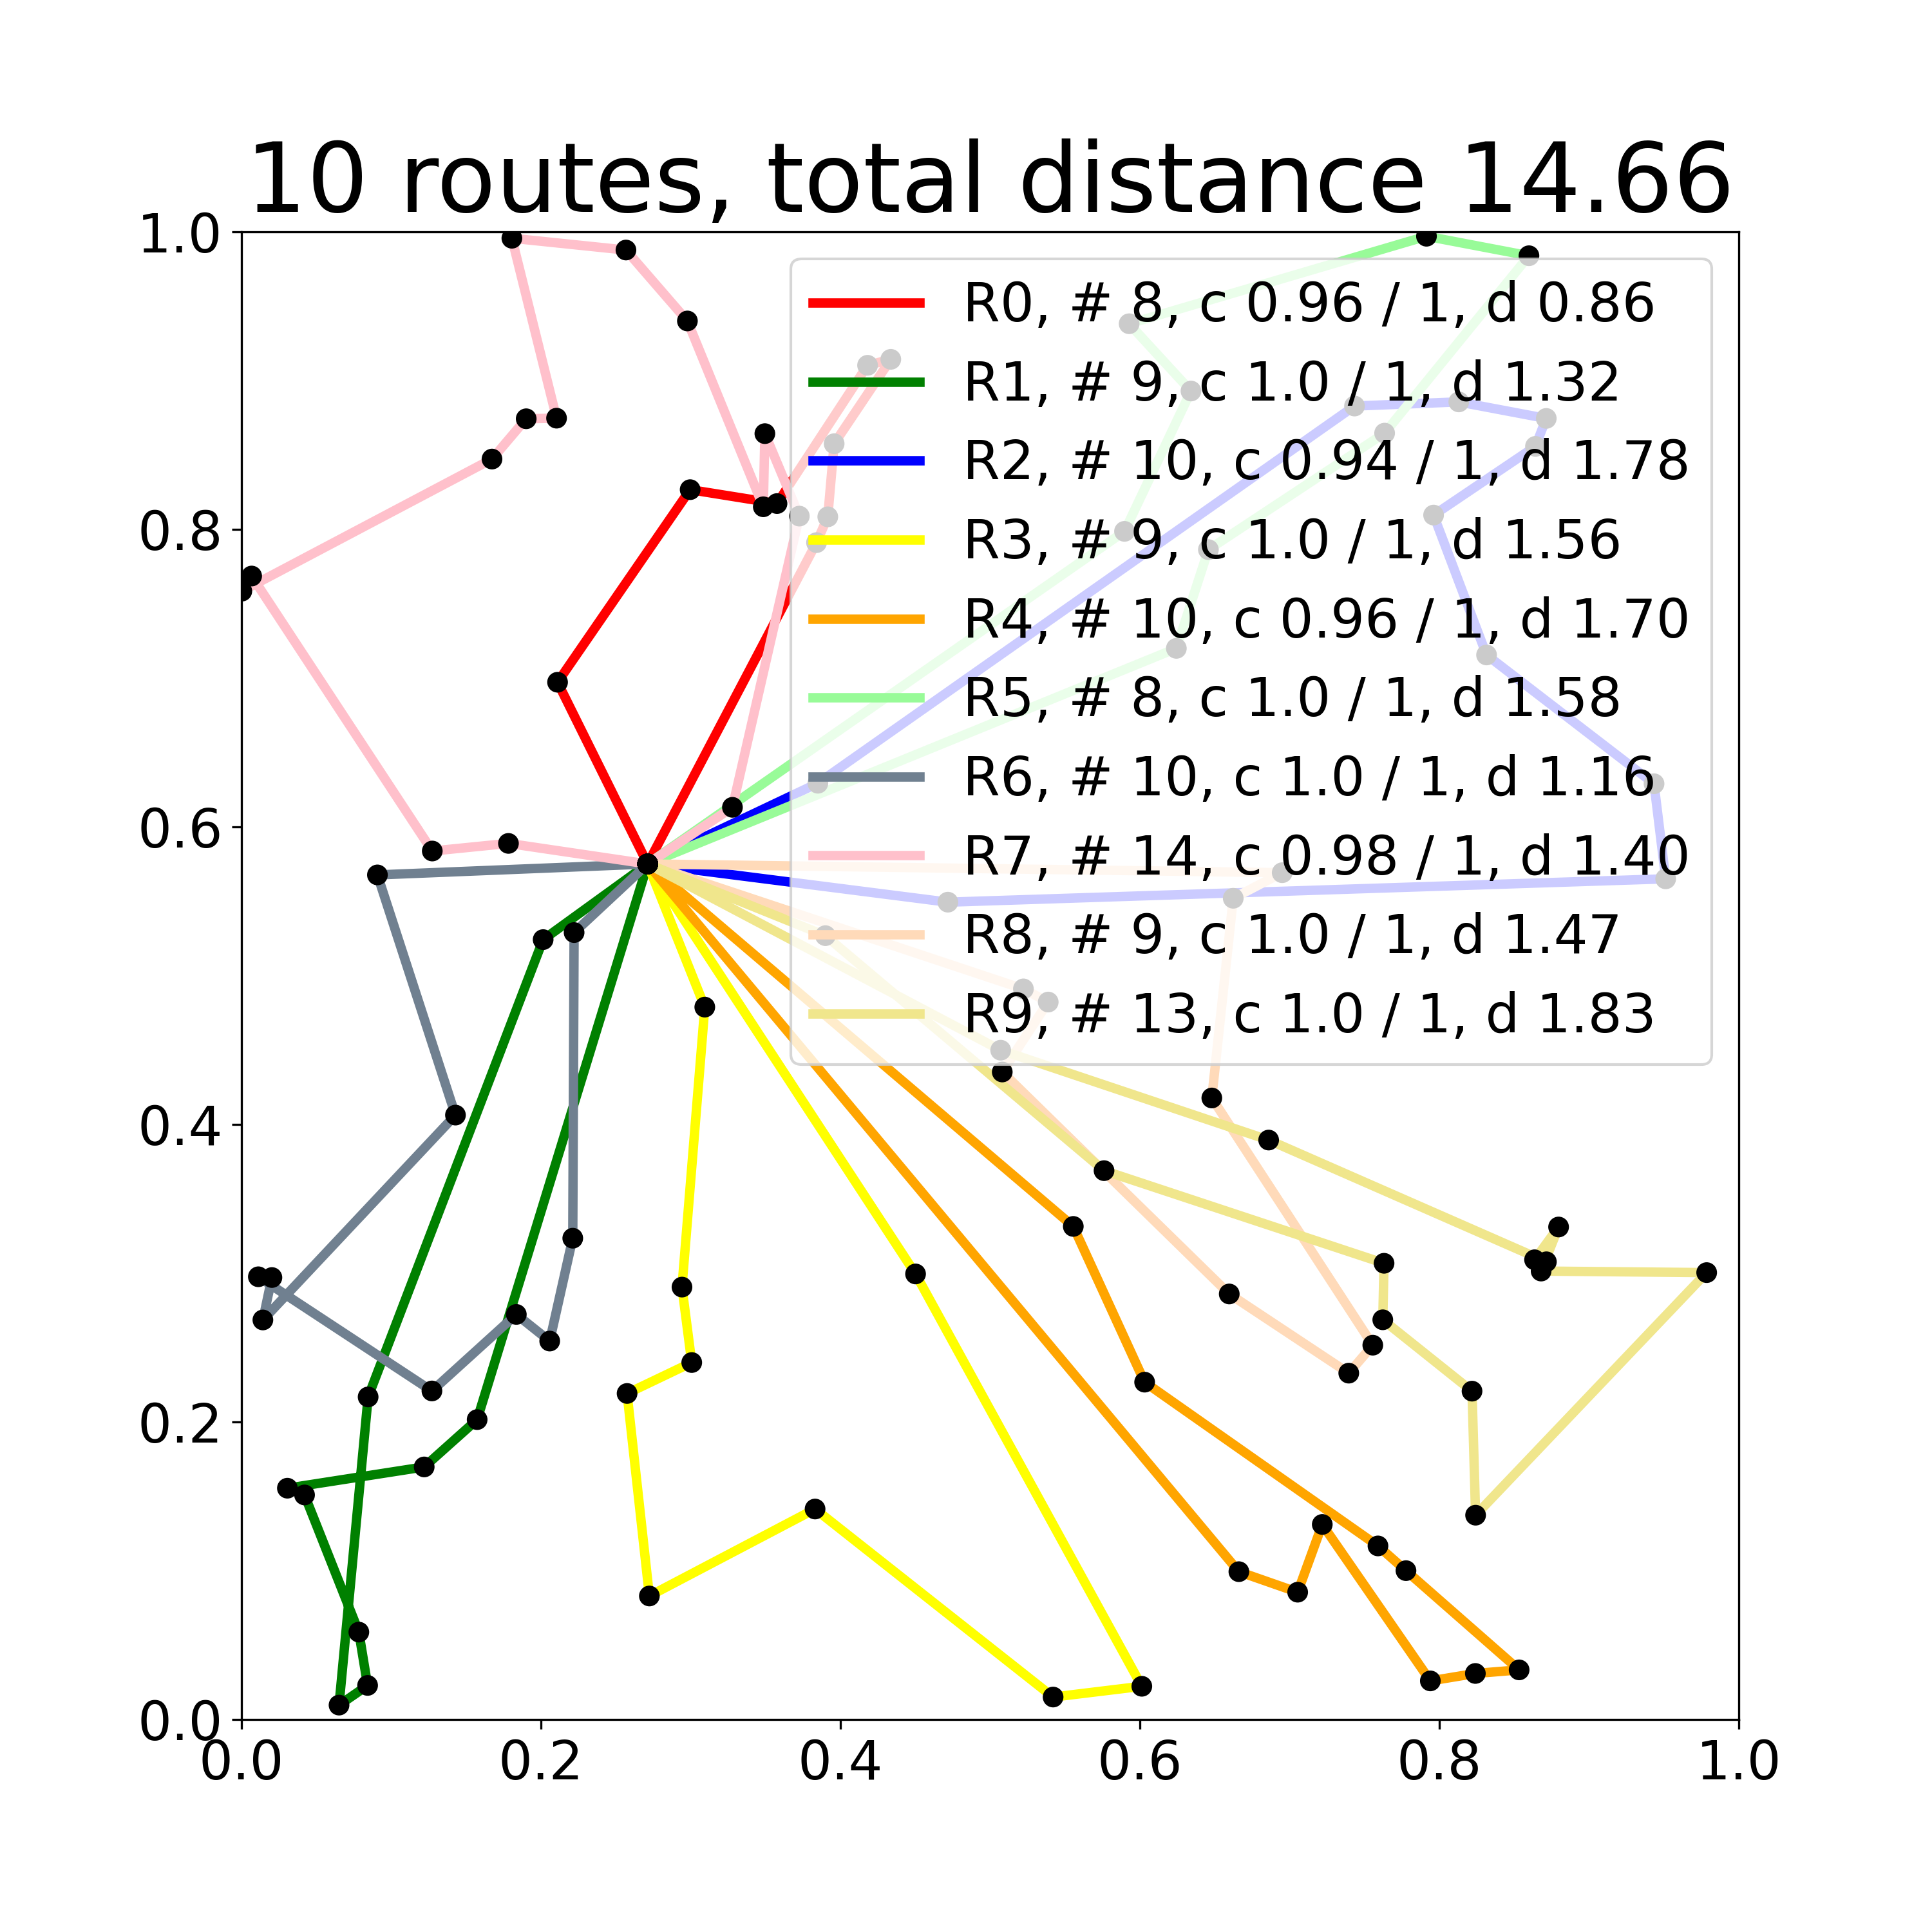 10 routes, total distance 14.66
1.0
0.8
0.6
0.4
0.2
0.0
R0, # 8, c 0.96 / 1, d 0.86
R1, # 9, c 1.0 / 1, d 1.32
R2, # 10, c 0.94 / 1, d 1.78
R3, # 9, c 1.0 / 1, d 1.56
R4, # 10, c 0.96 / 1, d 1.70
R5, # 8, c 1.0 / 1, d 1.58
R6, # 10, c 1.0 / 1, d 1.16
R7, # 14, c 0.98 / 1, d 1.40
R8, # 9, c 1.0 / 1, d 1.47
R9, # 13, c 1.0 / 1, d 1.83
0.0 0.2 0.4 0.6 0.8 1.0